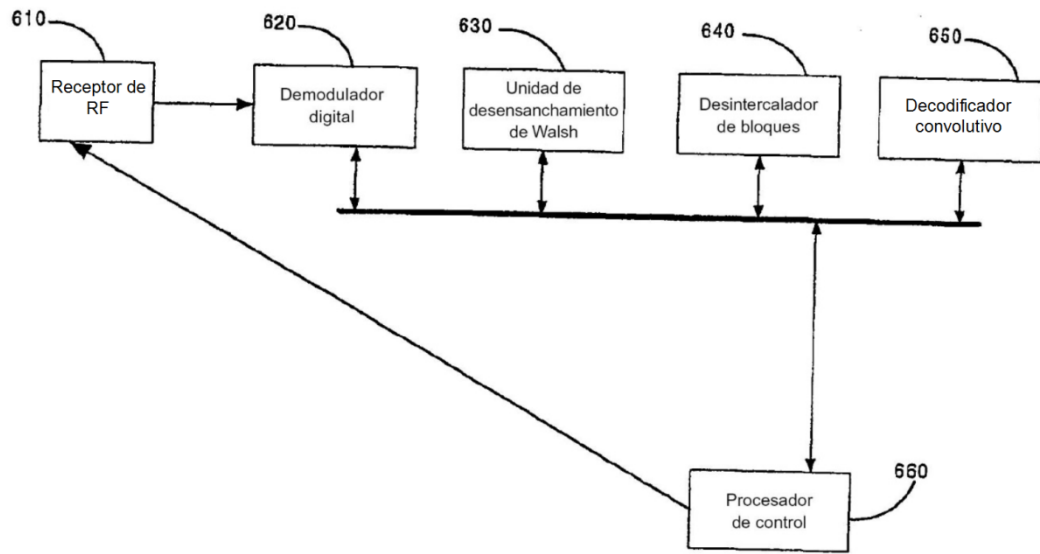 610
620
630
640
650
Receptor de
RF
Demodulador
digital
Unidad de
desensanchamiento
de Walsh
Desintercalador
de bloques
Decodificador
convolutivo
660
Procesador
de control